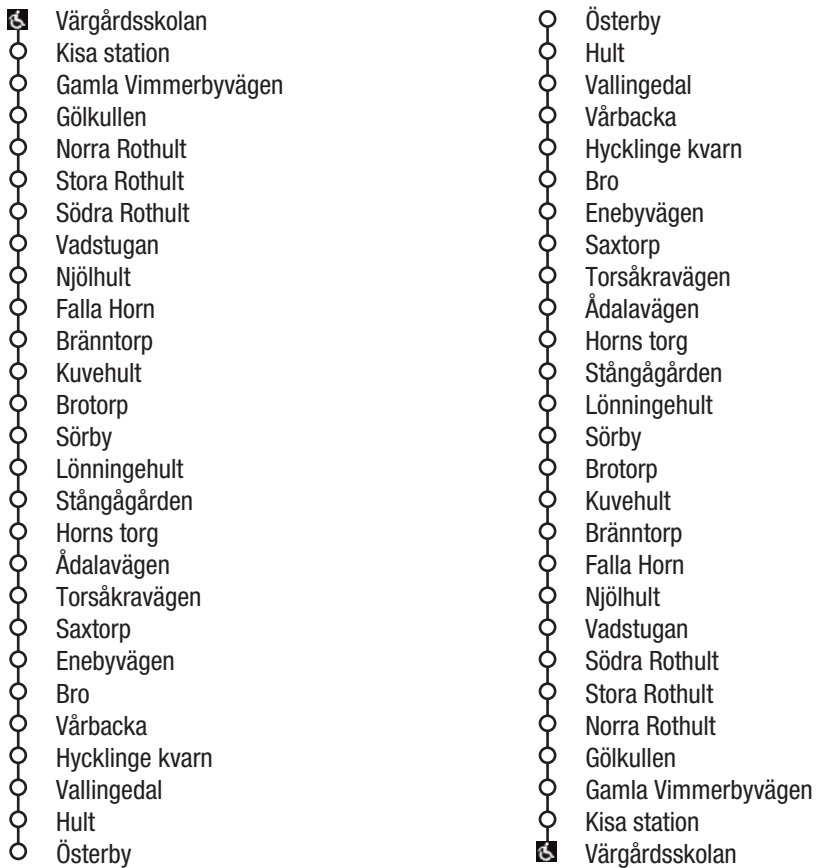 Värgårdsskolan
Kisa station
Gamla Vimmerbyvägen
Gölkullen
Norra Rothult
Stora Rothult
Södra Rothult
Vadstugan
Njölhult
Falla Horn
Bränntorp
Kuvehult
Brotorp
Sörby
Lönningehult
Stångågården
Horns torg
Ådalavägen
Torsåkravägen
Saxtorp
Enebyvägen
Bro
Vårbacka
Hycklinge kvarn
Vallingedal
Hult
Österby
Österby
Hult
Vallingedal
Vårbacka
Hycklinge kvarn
Bro
Enebyvägen
Saxtorp
Torsåkravägen
Ådalavägen
Horns torg
Stångågården
Lönningehult
Sörby
Brotorp
Kuvehult
Bränntorp
Falla Horn
Njölhult
Vadstugan
Södra Rothult
Stora Rothult
Norra Rothult
Gölkullen
Gamla Vimmerbyvägen
Kisa station
Värgårdsskolan